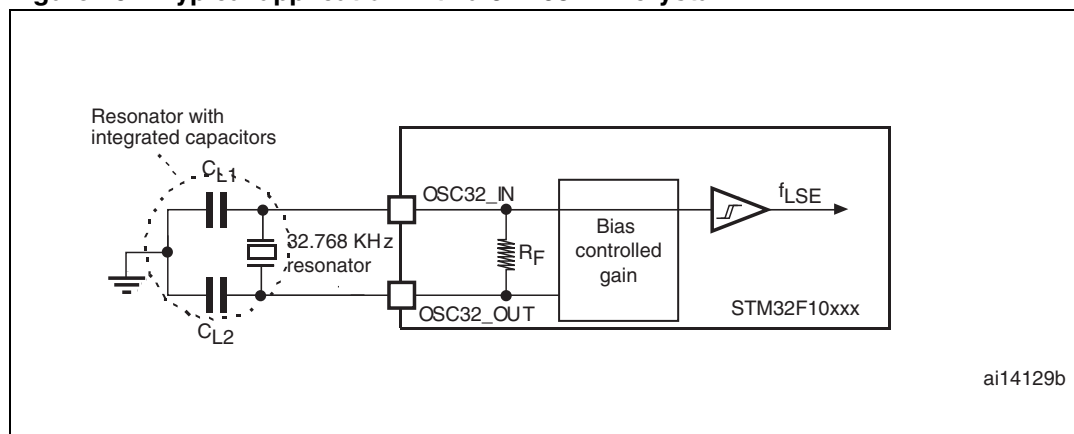 Resonator with
integrated capacitors
CL1
OSC32_IN
fLSE
32.768 KHz
resonator
RF
Bias
controlled
gain
OSC32_OUT
STM32F10xxx
CL2
ai14129b